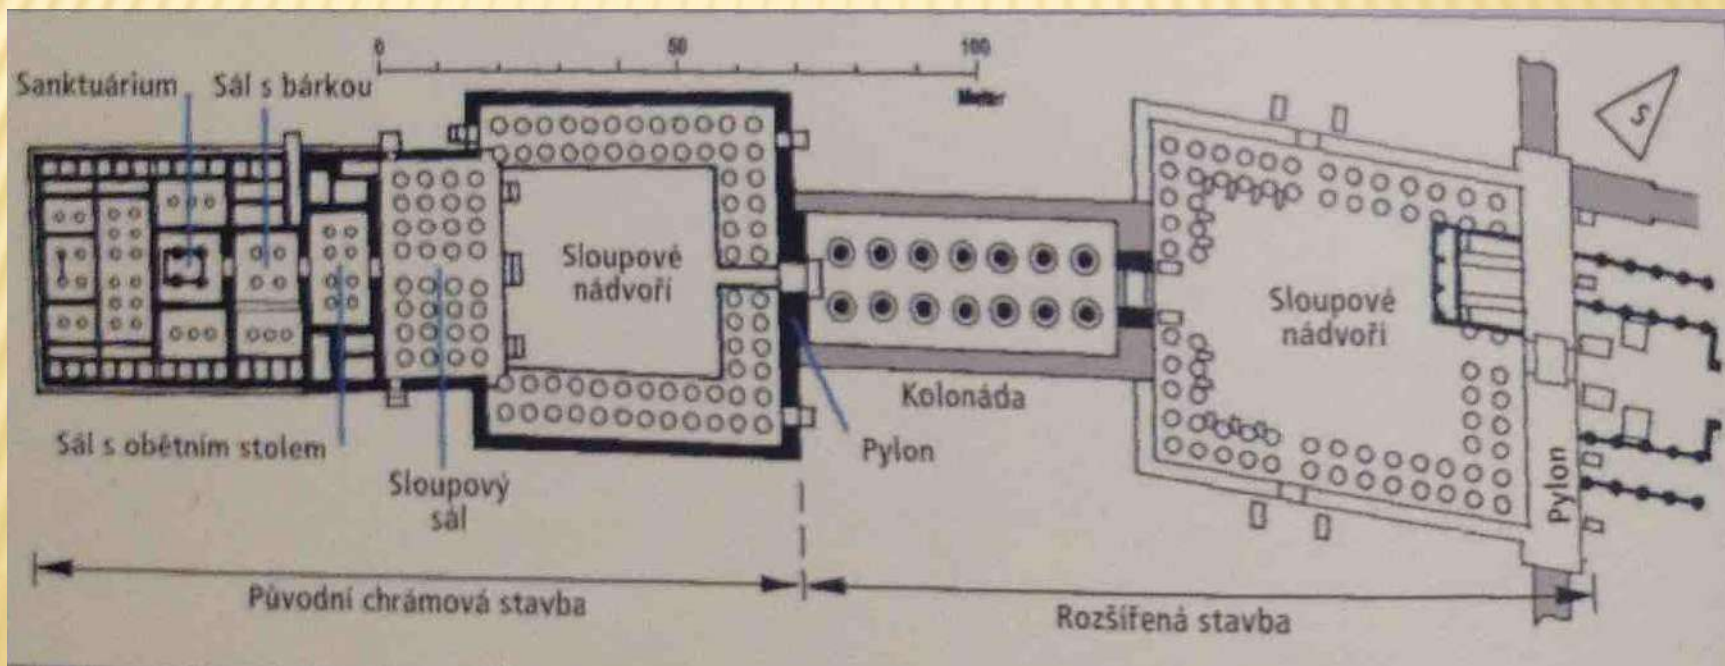 0 50 100
Meter
Sanktuárium
Sál s bárkou
S
Sloupové
nádvoří
Sloupové
nádvoří
Kolonáda
Pylon
Pylon
Sál s obětním stolem
Sloupový
sál
Původní chrámová stavba
Rozšířená stavba